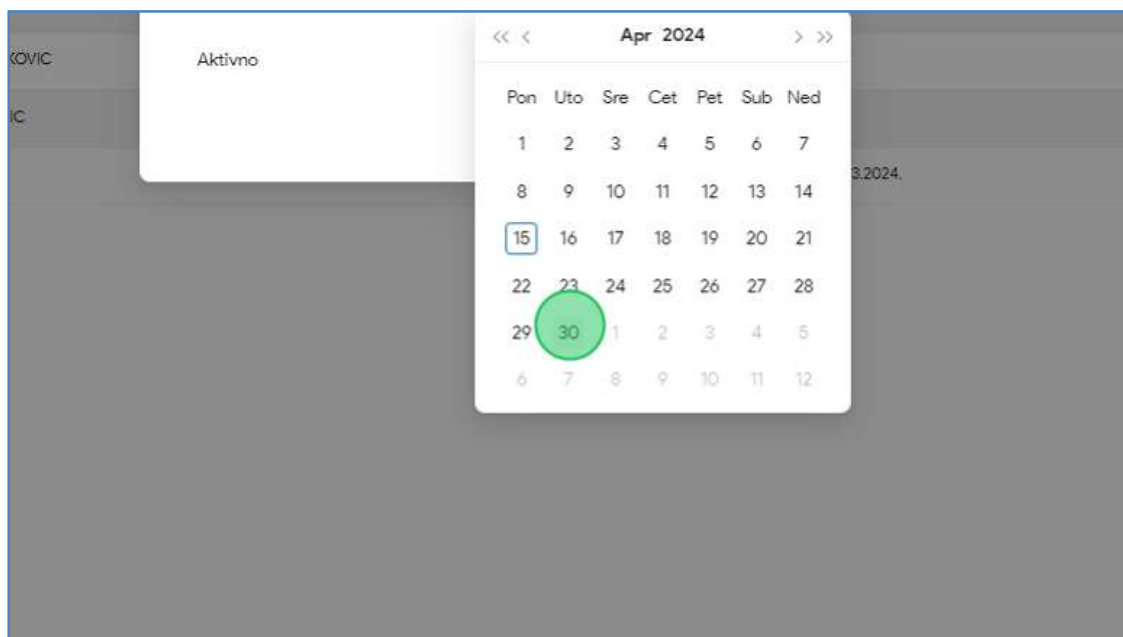 << < Apr 2024 > >>
KOVIC
Aktivno
Pon Uto Sre Cet Pet Sub Ned
IC
1 2 3 4 5 6 7
3.2024.
8 9 10 11 12 13 14
15 16 17 18 19 20 21
22 23 24 25 26 27 28
29 30 1 2 3 4 5
6 7 8 9 10 11 12